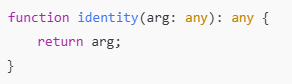 function identity(arg: any): any {
    return arg;
}